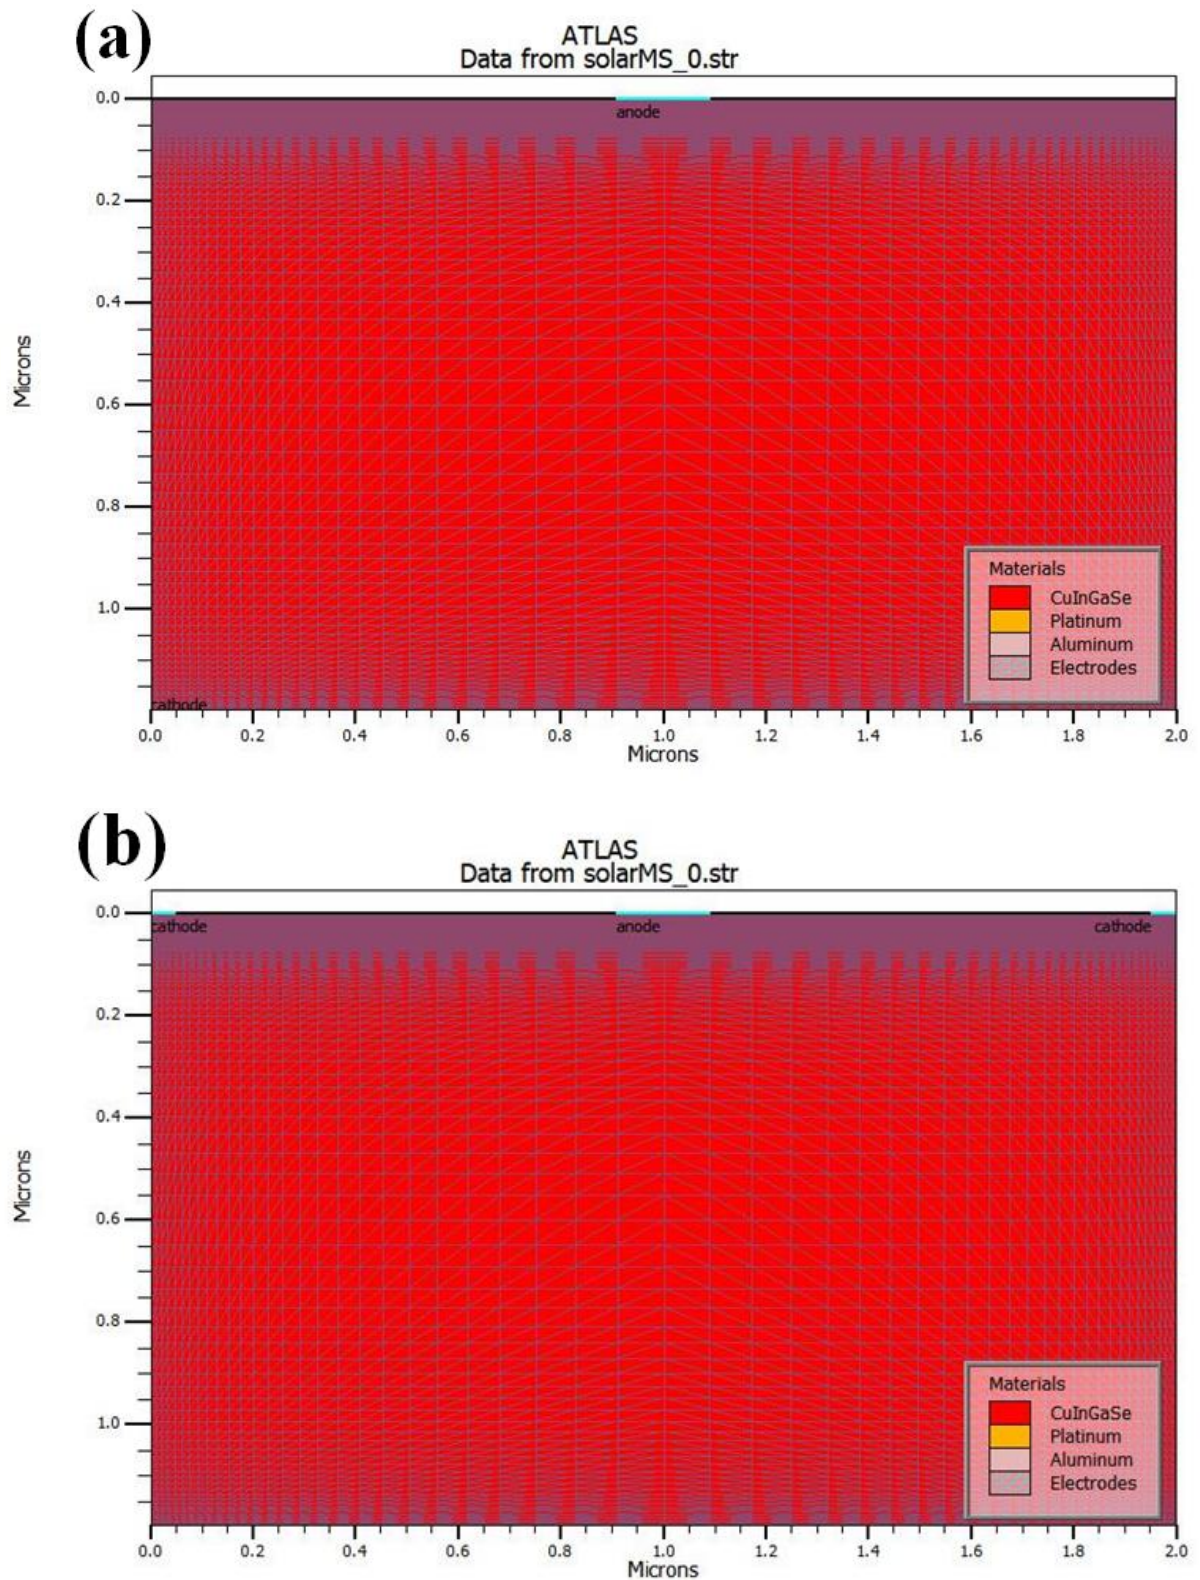 (a)
ATLAS
Data from solarMS_0.str
0.0
anode
0.2
0.4
Microns
0.6
0.8
Materials
CuInGaSe
1.0
Platinum
Aluminum
Electrodes
cathode
0.0 0.2 0.4 0.6 0.8 1.0 1.2 1.4 1.6 1.8 2.0
Microns
(b)
ATLAS
Data from solarMS_0.str
0.0
cathode anode cathode
0.2
0.4
Microns
0.6
0.8
Materials
CuInGaSe
1.0
Platinum
Aluminum
Electrodes
0.0 0.2 0.4 0.6 0.8 1.0 1.2 1.4 1.6 1.8 2.0
Microns